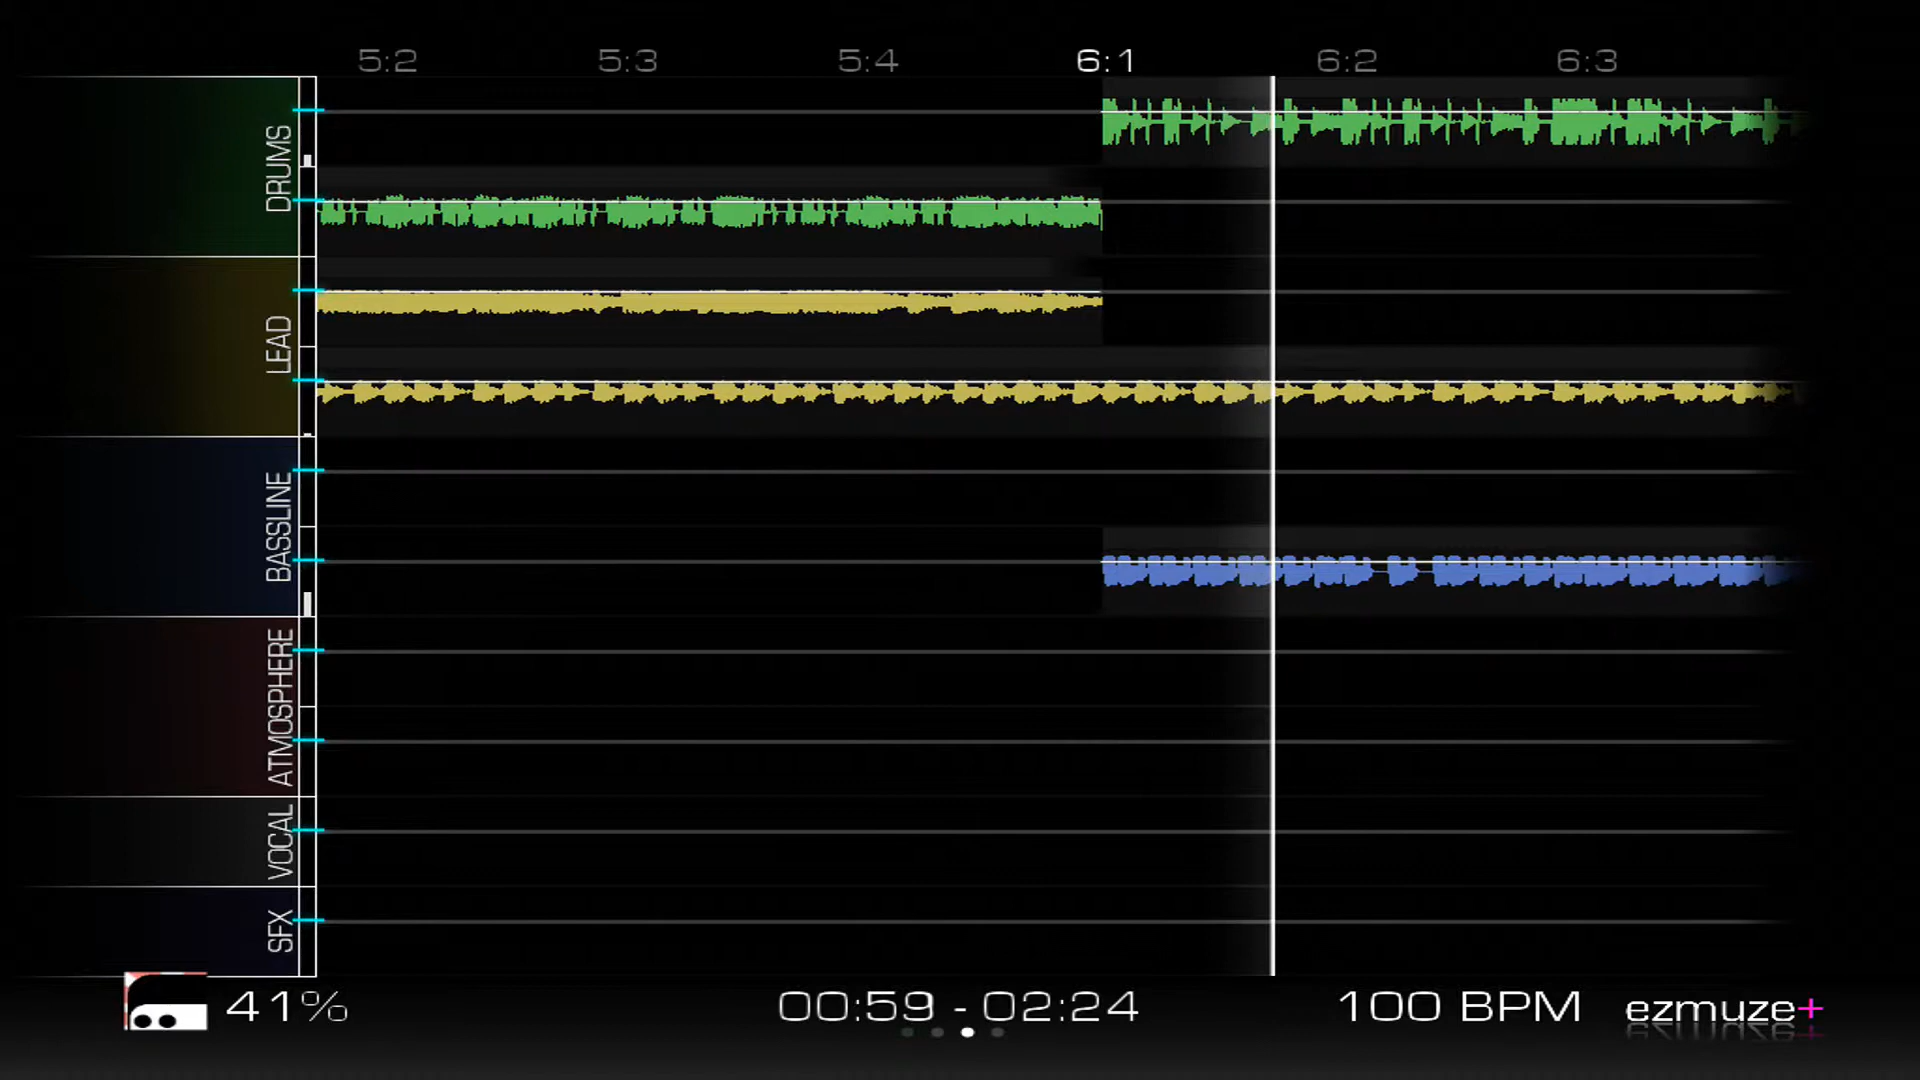 5:2 5:3 5:4 6:1 6:2 6:3
DRUMS
LEAD
BASSLINE
ATMOSPHERE
VOCAL
SFX
41% 00:59 - 02:24 100 BPM ezmuze+